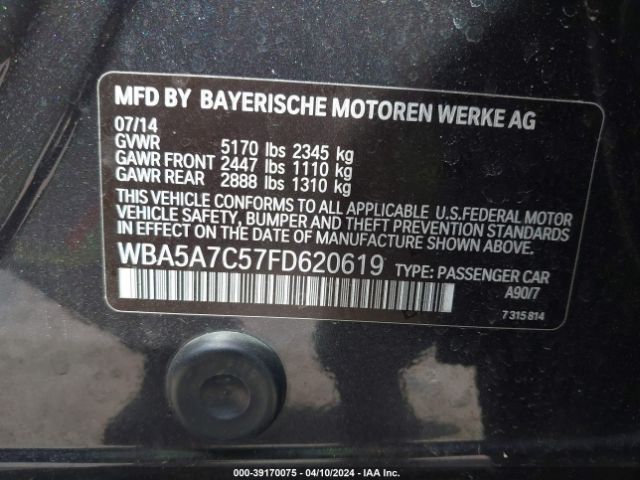 MFD BY BAYERISCHE MOTOREN WERKE AG
07/14
GVWR 5170 lbs 2345 kg
GAWR FRONT 2447 lbs 1110 kg
GAWR REAR 2888 lbs 1310 kg
THIS VEHICLE CONFORMS TO ALL APPLICABLE U.S.FEDERAL MOTOR
VEHICLE SAFETY, BUMPER AND THEFT PREVENTION STANDARDS
IN EFFECT ON THE DATE OF MANUFACTURE SHOWN ABOVE.
WBA5A7C57FD620619 TYPE: PASSENGER CAR
A90/7
7 315 814
000-39170075 - 04/10/2024 - IAA Inc.